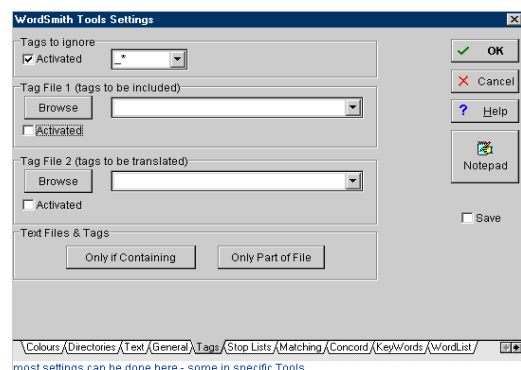 WordSmith Tools Settings
Tags to ignore
Activated
_*
OK
Cancel
Help
Notepad
Save
Tag File 1 (tags to be included)
Browse
Activated
Tag File 2 (tags to be translated)
Browse
Activated
Text Files & Tags
Only if Containing Only Part of File
Colours Directories Text General Tags Stop Lists Matching Concord KeyWords WordList
most settings can be done here - some in specific Tools